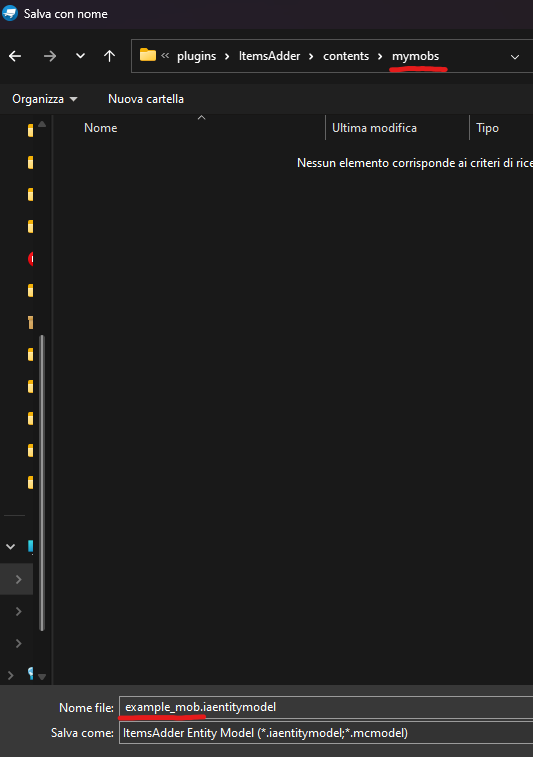 Salva con nome
« plugins > ItemsAdder > contents > mymobs
Organizza Nuova cartella
Nome Ultima modifica Tipo
Nessun elemento corrisponde ai criteri di rice
Nome file: example_mob.iaentitymodel
Salva come: ItemsAdder Entity Model (*.iaentitymodel;*.mcmodel)